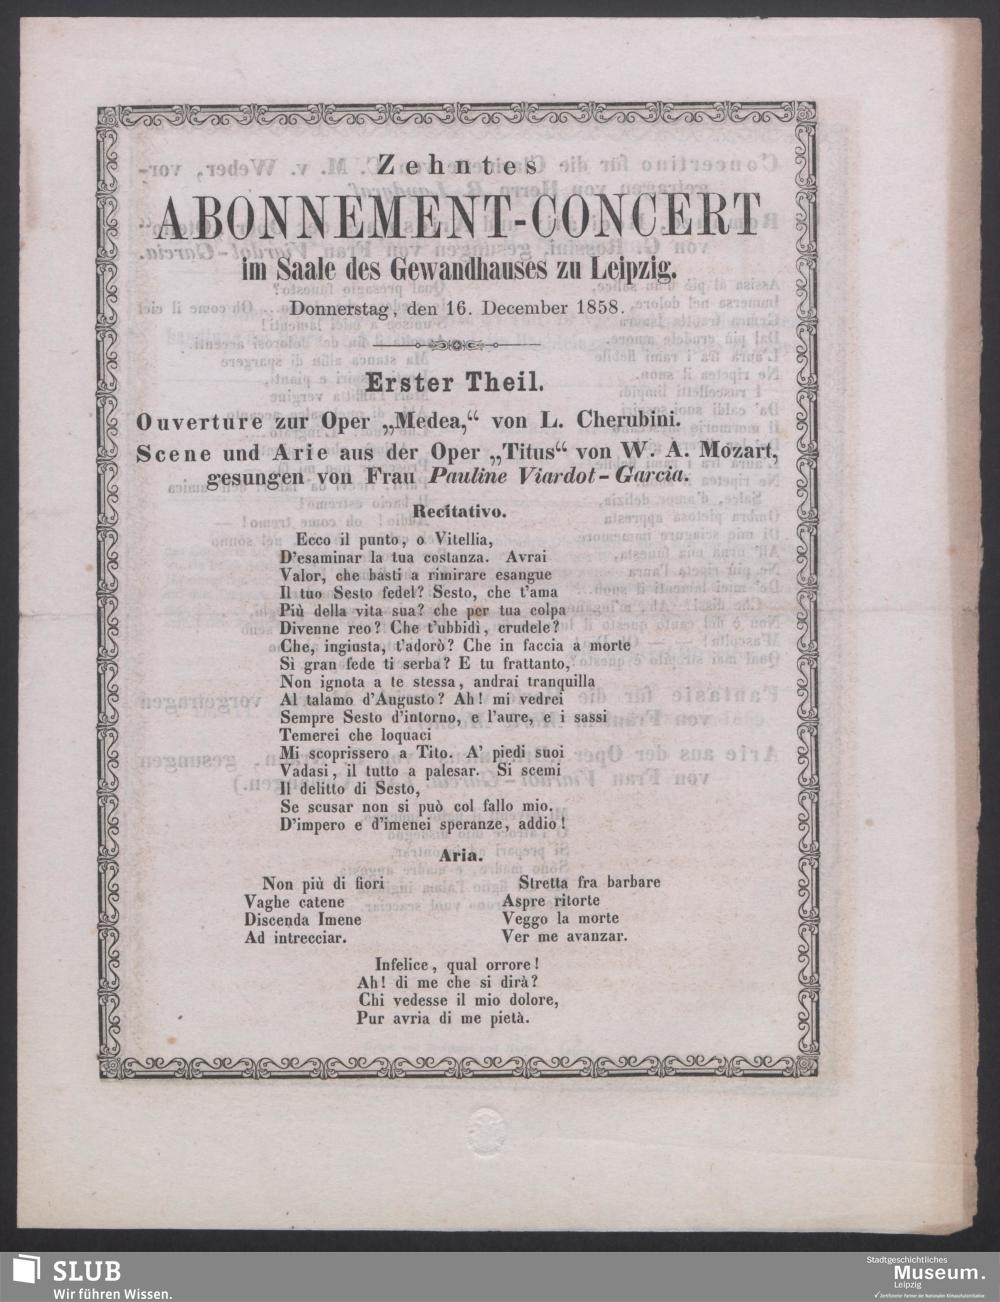 Zehntes
ABONNEMENT-CONCERT
im Saale des Gewandhauses zu Leipzig.
Donnerstag, den 16. December 1858.
Erster Theil.
Ouverture zur Oper „Medea,“ von L. Cherubini.
Scene und Arie aus der Oper „Titus“ von W. A. Mozart,
gesungen von Frau Pauline Viardot-Garcia.
Recitativo.
Ecco il punto, o Vitellia,
D'esaminar la tua costanza. Avrai
Valor, che basti a rimirare esangue
Il tuo Sesto fedel? Sesto, che t'ama
Più della vita sua? che per tua colpa
Divenne reo? Che t'ubbidì, crudele?
Che, ingiusta, t'adorò? Che in faccia a morte
Sì gran fede ti serba? E tu frattanto,
Non ignota a te stessa, andrai tranquilla
Al talamo d'Augusto? Ah! mi vedrei
Sempre Sesto d'intorno, e l'aure, e i sassi
Temerei che loquaci
Mi scoprissero a Tito. A' piedi suoi
Vadasi, il tutto a palesar. Si scemi
Il delitto di Sesto,
Se scusar non si può col fallo mio.
D'impero e d'imenei speranze, addio!
Aria.
Non più di fiori
Vaghe catene
Discenda Imene
Ad intrecciar.
Stretta fra barbare
Aspre ritorte
Veggo la morte
Ver me avanzar.
Infelice, qual orrore!
Ah! di me che si dirà?
Chi vedesse il mio dolore,
Pur avria di me pietà.
SLUB
Wir führen Wissen.
Stadtgeschichtliches
Museum.
Leipzig
Zertifizierter Partner der Nationalen Klimaschutzinitiative